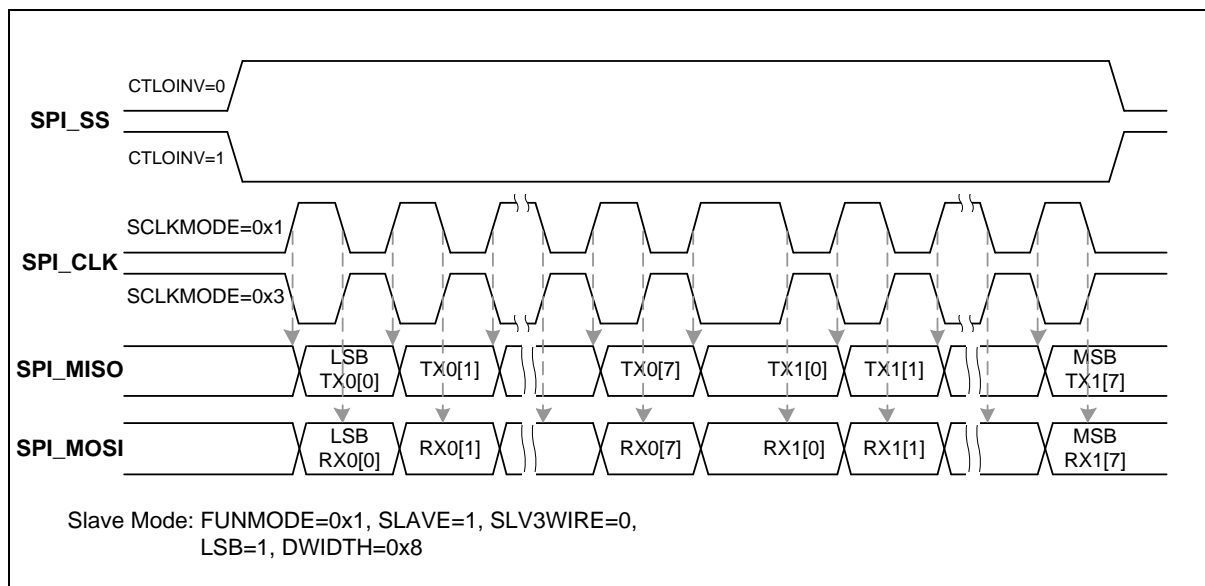 CTLOINV=0
SPI_SS
CTLOINV=1
SCLKMODE=0x1
SPI_CLK
SCLKMODE=0x3
SPI_MISO
LSB
TX0[0]
TX0[1]
TX0[7]
TX1[0]
TX1[1]
MSB
TX1[7]
SPI_MOSI
LSB
RX0[0]
RX0[1]
RX0[7]
RX1[0]
RX1[1]
MSB
RX1[7]
Slave Mode: FUNMODE=0x1, SLAVE=1, SLV3WIRE=0,
LSB=1, DWIDTH=0x8